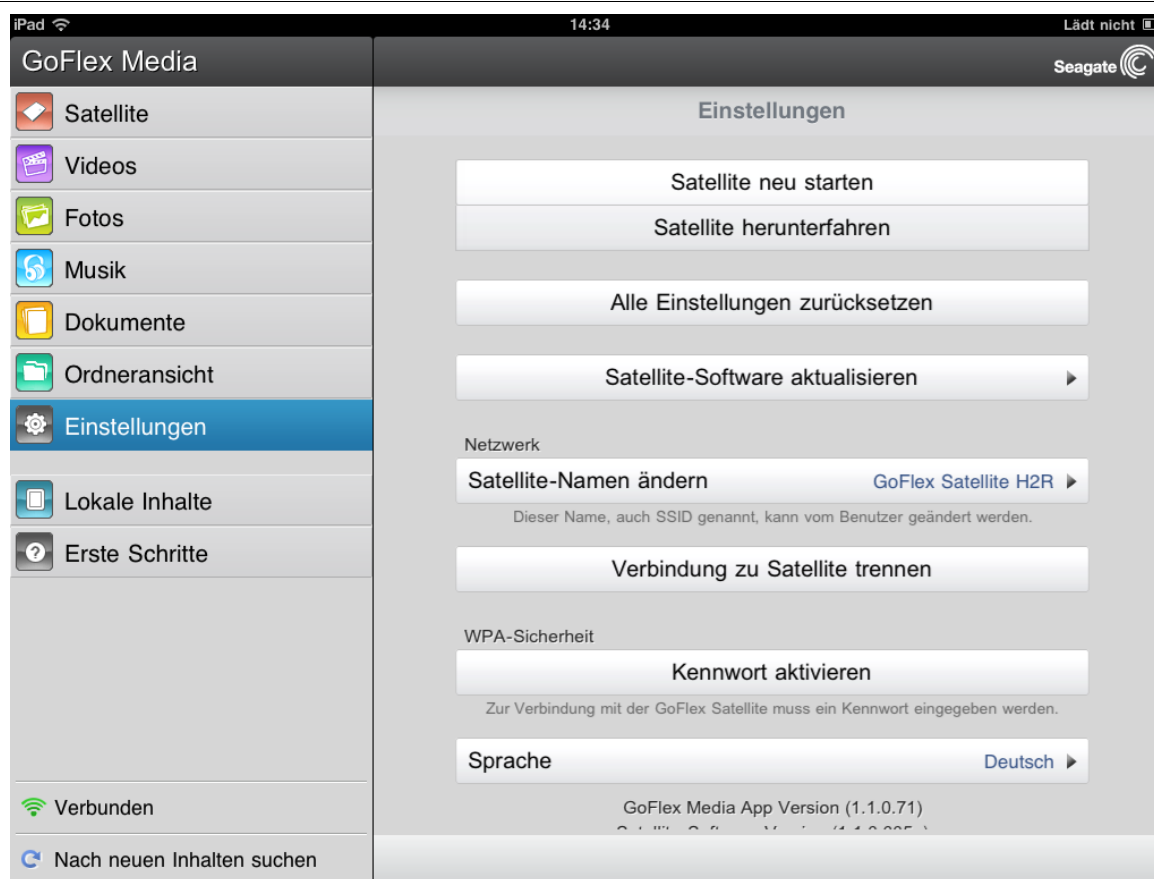 iPad 14:34 Lädt nicht
GoFlex Media
Seagate
Satellite
Videos
Fotos
Musik
Dokumente
Ordneransicht
Einstellungen
Lokale Inhalte
Erste Schritte
Verbunden
Nach neuen Inhalten suchen
Einstellungen
Satellite neu starten
Satellite herunterfahren
Alle Einstellungen zurücksetzen
Satellite-Software aktualisieren
Netzwerk
Satellite-Namen ändern GoFlex Satellite H2R
Dieser Name, auch SSID genannt, kann vom Benutzer geändert werden.
Verbindung zu Satellite trennen
WPA-Sicherheit
Kennwort aktivieren
Zur Verbindung mit der GoFlex Satellite muss ein Kennwort eingegeben werden.
Sprache Deutsch
GoFlex Media App Version (1.1.0.71)